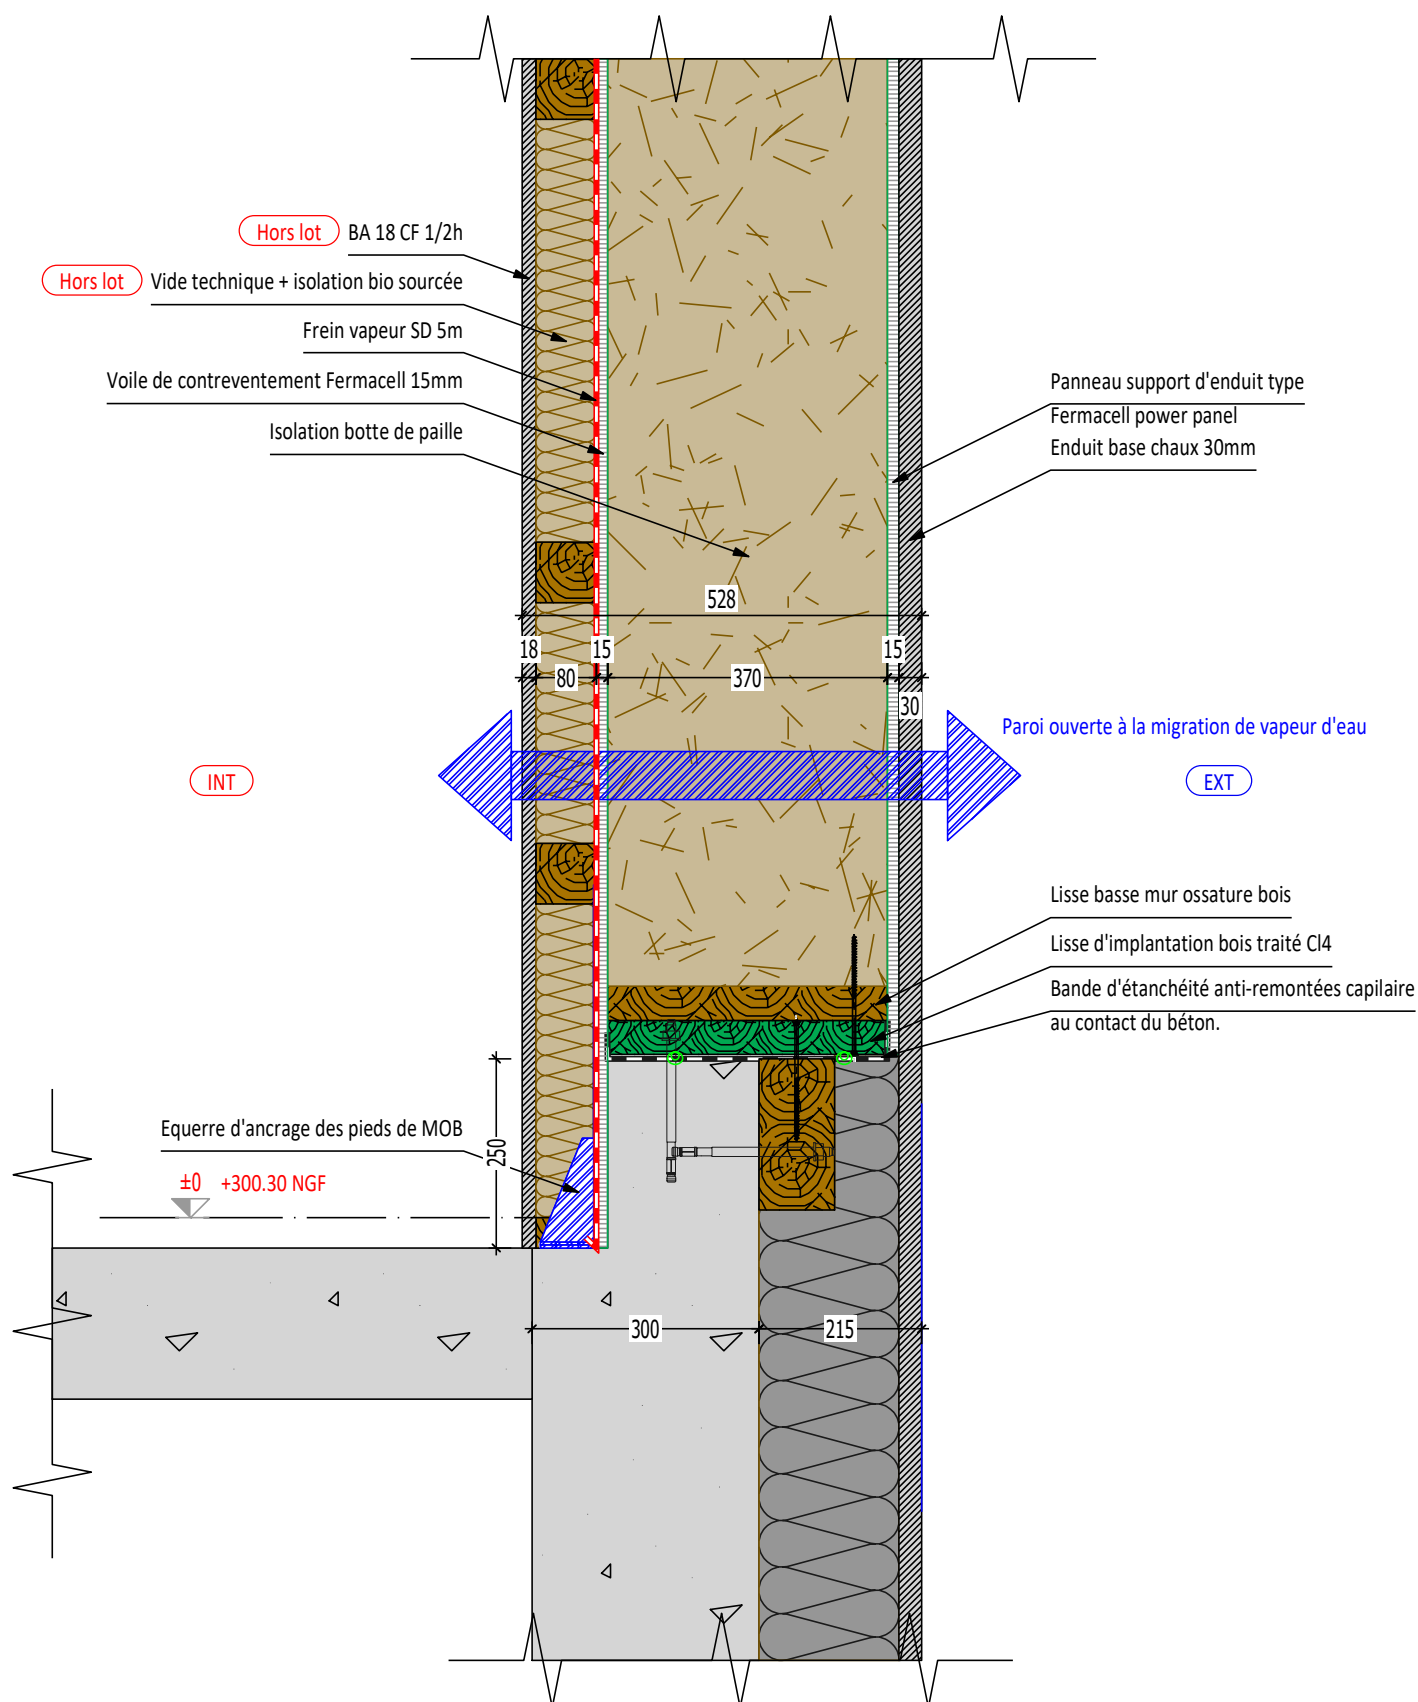 Hors lot BA 18 CF 1/2h
Hors lot Vide technique + isolation bio sourcée
Frein vapeur SD 5m
Voile de contreventement Fermacell 15mm
Isolation botte de paille
Panneau support d'enduit type
Fermacell power panel
Enduit base chaux 30mm
528
18 15 15
80 370
30
Paroi ouverte à la migration de vapeur d'eau
INT
EXT
Lisse basse mur ossature bois
Lisse d'implantation bois traité Cl4
Bande d'étanchéité anti-remontées capilaire
au contact du béton.
Equerre d'ancrage des pieds de MOB
250
±0 +300.30 NGF
300 215